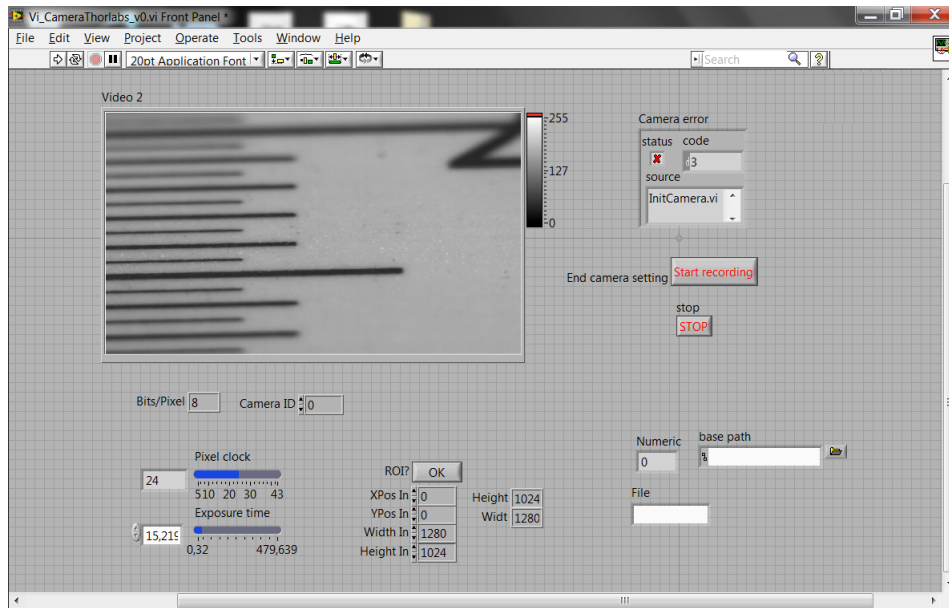 Vi_CameraThorlabs_v0.vi Front Panel *
File Edit View Project Operate Tools Window Help
20pt Application Font
Search
Video 2
255
127
0
Camera error
status code
3
source
InitCamera.vi
End camera setting Start recording
stop
STOP
Bits/Pixel 8
Camera ID 0
Pixel clock
24
510 20 30 43
Exposure time
15,219
0,32 479,639
ROI? OK
XPos In 0
YPos In 0
Width In 1280
Height In 1024
Height 1024
Widt 1280
Numeric
0
base path
File